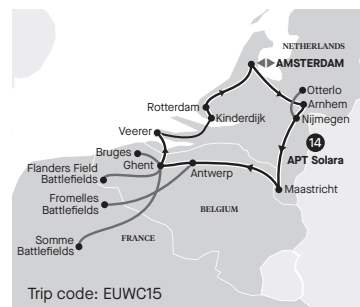 NETHERLANDS
AMSTERDAM
Otterlo
Arnhem
Rotterdam
Kinderdijk
Nijmegen
Veerer
14
APT Solara
Bruges
Ghent
Flanders Field
Battlefields
Antwerp
Maastricht
Fromelles
Battlefields
BELGIUM
FRANCE
Somme
Battlefields
Trip code: EUWC15